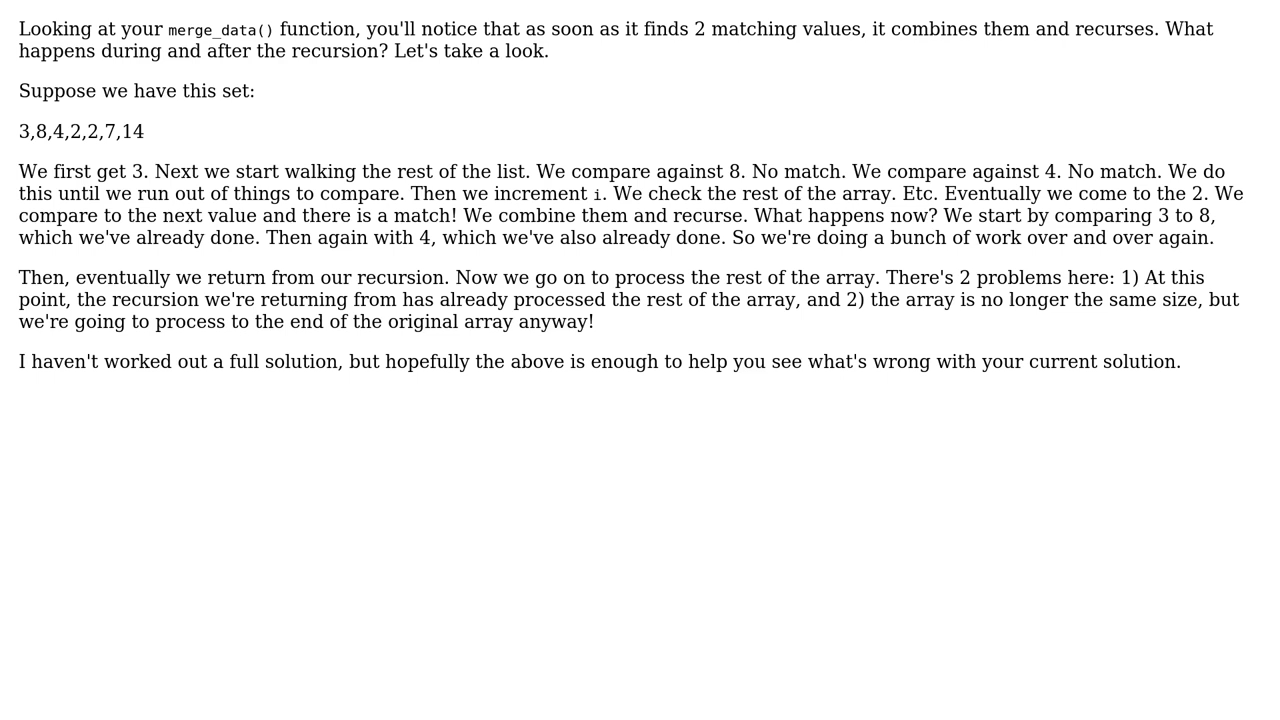 Looking at your merge_data() function, you'll notice that as soon as it finds 2 matching values, it combines them and recurses. What
happens during and after the recursion? Let's take a look.
Suppose we have this set:
3,8,4,2,2,7,14
We first get 3. Next we start walking the rest of the list. We compare against 8. No match. We compare against 4. No match. We do
this until we run out of things to compare. Then we increment i. We check the rest of the array. Etc. Eventually we come to the 2. We
compare to the next value and there is a match! We combine them and recurse. What happens now? We start by comparing 3 to 8,
which we've already done. Then again with 4, which we've also already done. So we're doing a bunch of work over and over again.
Then, eventually we return from our recursion. Now we go on to process the rest of the array. There's 2 problems here: 1) At this
point, the recursion we're returning from has already processed the rest of the array, and 2) the array is no longer the same size, but
we're going to process to the end of the original array anyway!
I haven't worked out a full solution, but hopefully the above is enough to help you see what's wrong with your current solution.